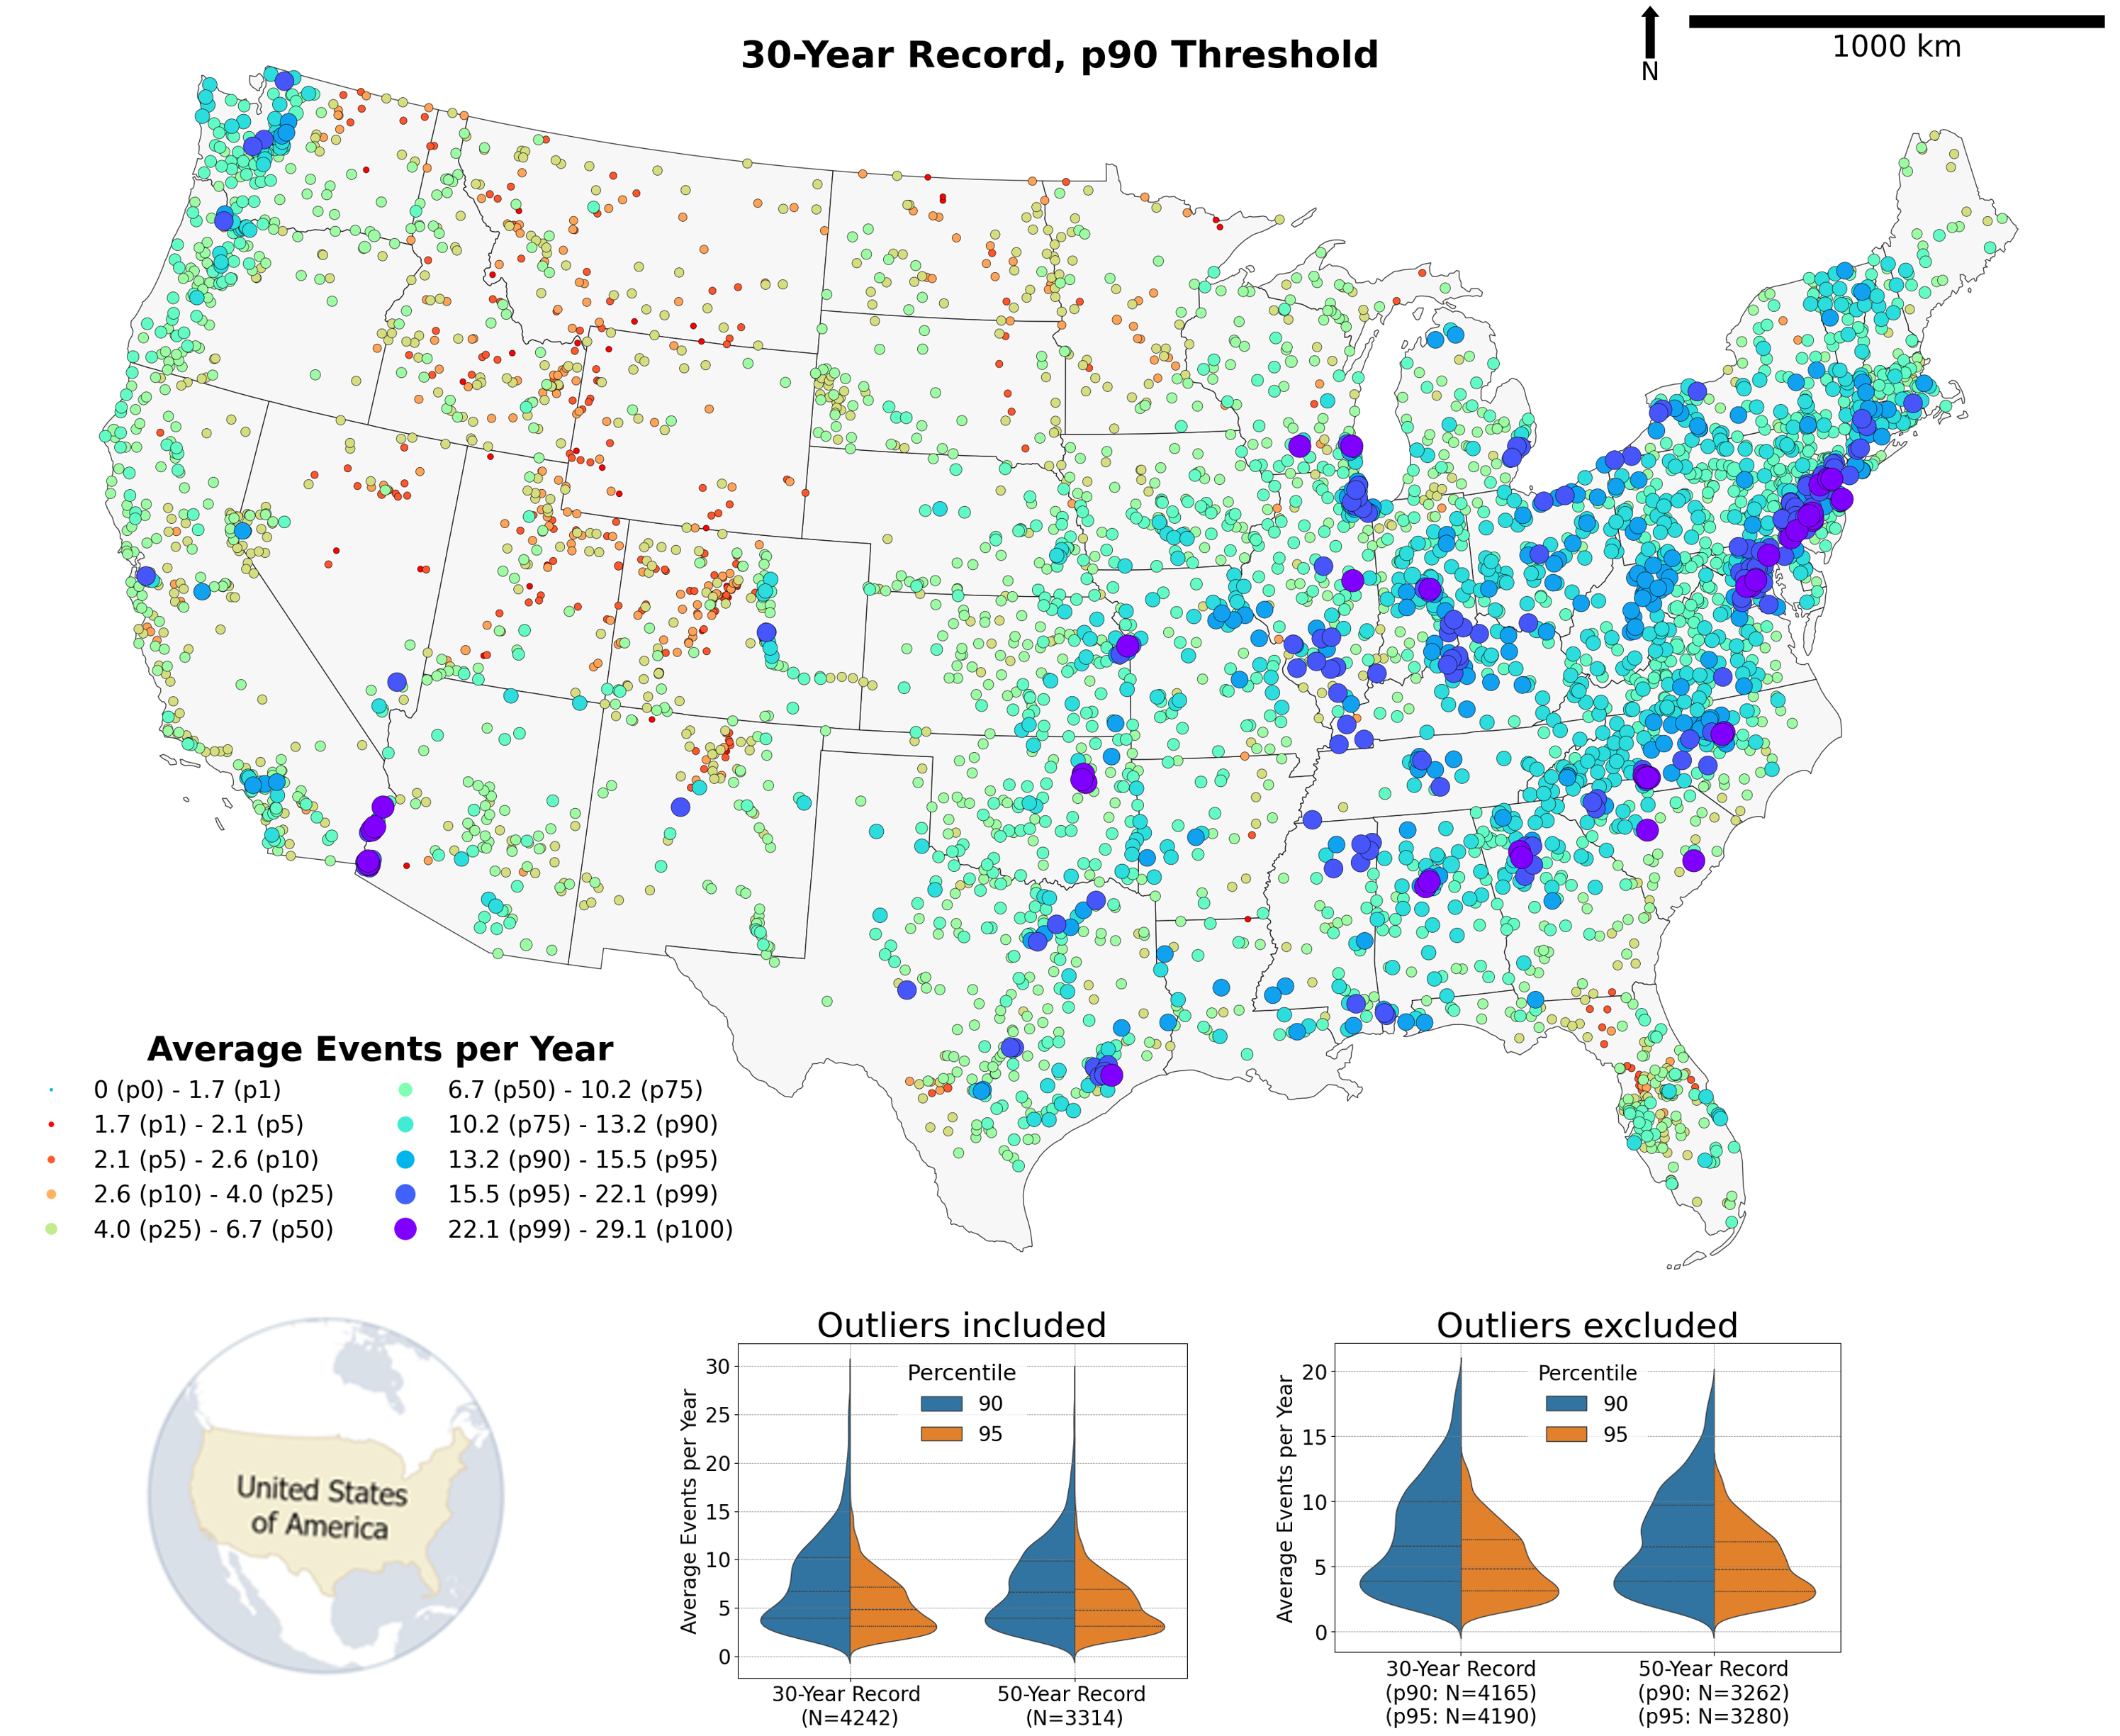 30-Year Record, p90 Threshold
N
1000 km
Average Events per Year
0 (p0) - 1.7 (p1)
1.7 (p1) - 2.1 (p5)
2.1 (p5) - 2.6 (p10)
2.6 (p10) - 4.0 (p25)
4.0 (p25) - 6.7 (p50)
6.7 (p50) - 10.2 (p75)
10.2 (p75) - 13.2 (p90)
13.2 (p90) - 15.5 (p95)
15.5 (p95) - 22.1 (p99)
22.1 (p99) - 29.1 (p100)
United States
of America
Outliers included
Average Events per Year
30
25
20
15
10
5
0
Percentile
90
95
30-Year Record
(N=4242)
50-Year Record
(N=3314)
Outliers excluded
Average Events per Year
20
15
10
5
0
Percentile
90
95
30-Year Record
(p90: N=4165)
(p95: N=4190)
50-Year Record
(p90: N=3262)
(p95: N=3280)